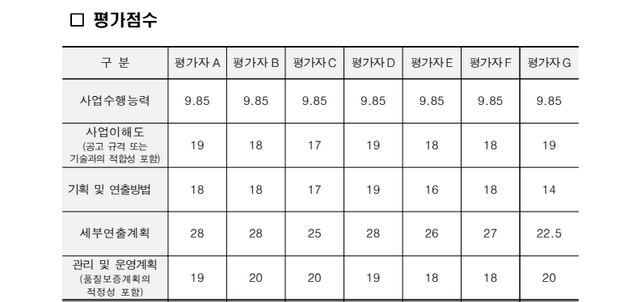 □ 평가점수
구 분 평가자 A 평가자 B 평가자 C 평가자 D 평가자 E 평가자 F 평가자 G
사업수행능력 9.85 9.85 9.85 9.85 9.85 9.85 9.85
사업이해도
(공고 규격 또는
기술과의 적합성 포함) 19 18 17 19 18 18 19
기획 및 연출방법 18 18 17 19 16 18 14
세부연출계획 28 28 25 28 26 27 22.5
관리 및 운영계획
(품질보증계획의
적정성 포함) 19 20 20 19 18 18 20